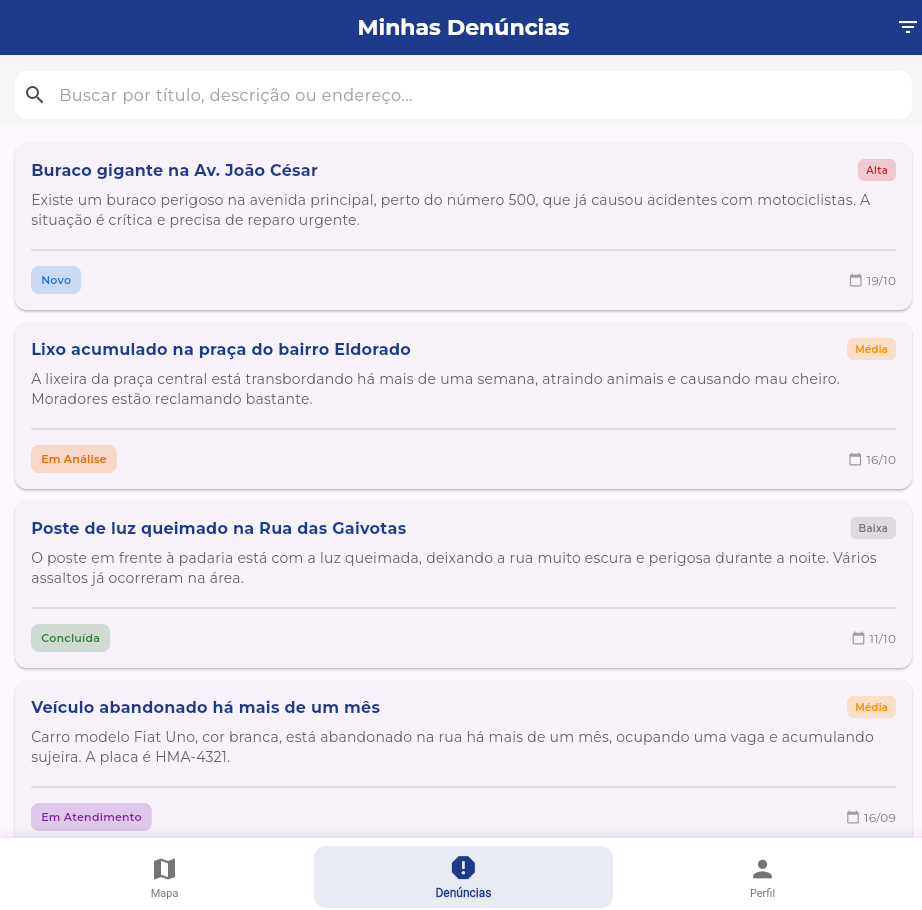 Minhas Denúncias
Buscar por título, descrição ou endereço...
Buraco gigante na Av. João César
Alta
Existe um buraco perigoso na avenida principal, perto do número 500, que já causou acidentes com motociclistas. A
situação é crítica e precisa de reparo urgente.
Novo
19/10
Lixo acumulado na praça do bairro Eldorado
Média
A lixeira da praça central está transbordando há mais de uma semana, atraindo animais e causando mau cheiro.
Moradores estão reclamando bastante.
Em Análise
16/10
Poste de luz queimado na Rua das Gaivotas
Baixa
O poste em frente à padaria está com a luz queimada, deixando a rua muito escura e perigosa durante a noite. Vários
assaltos já ocorreram na área.
Concluída
11/10
Veículo abandonado há mais de um mês
Média
Carro modelo Fiat Uno, cor branca, está abandonado na rua há mais de um mês, ocupando uma vaga e acumulando
sujeira. A placa é HMA-4321.
Em Atendimento
16/09
Mapa
Denúncias
Perfil